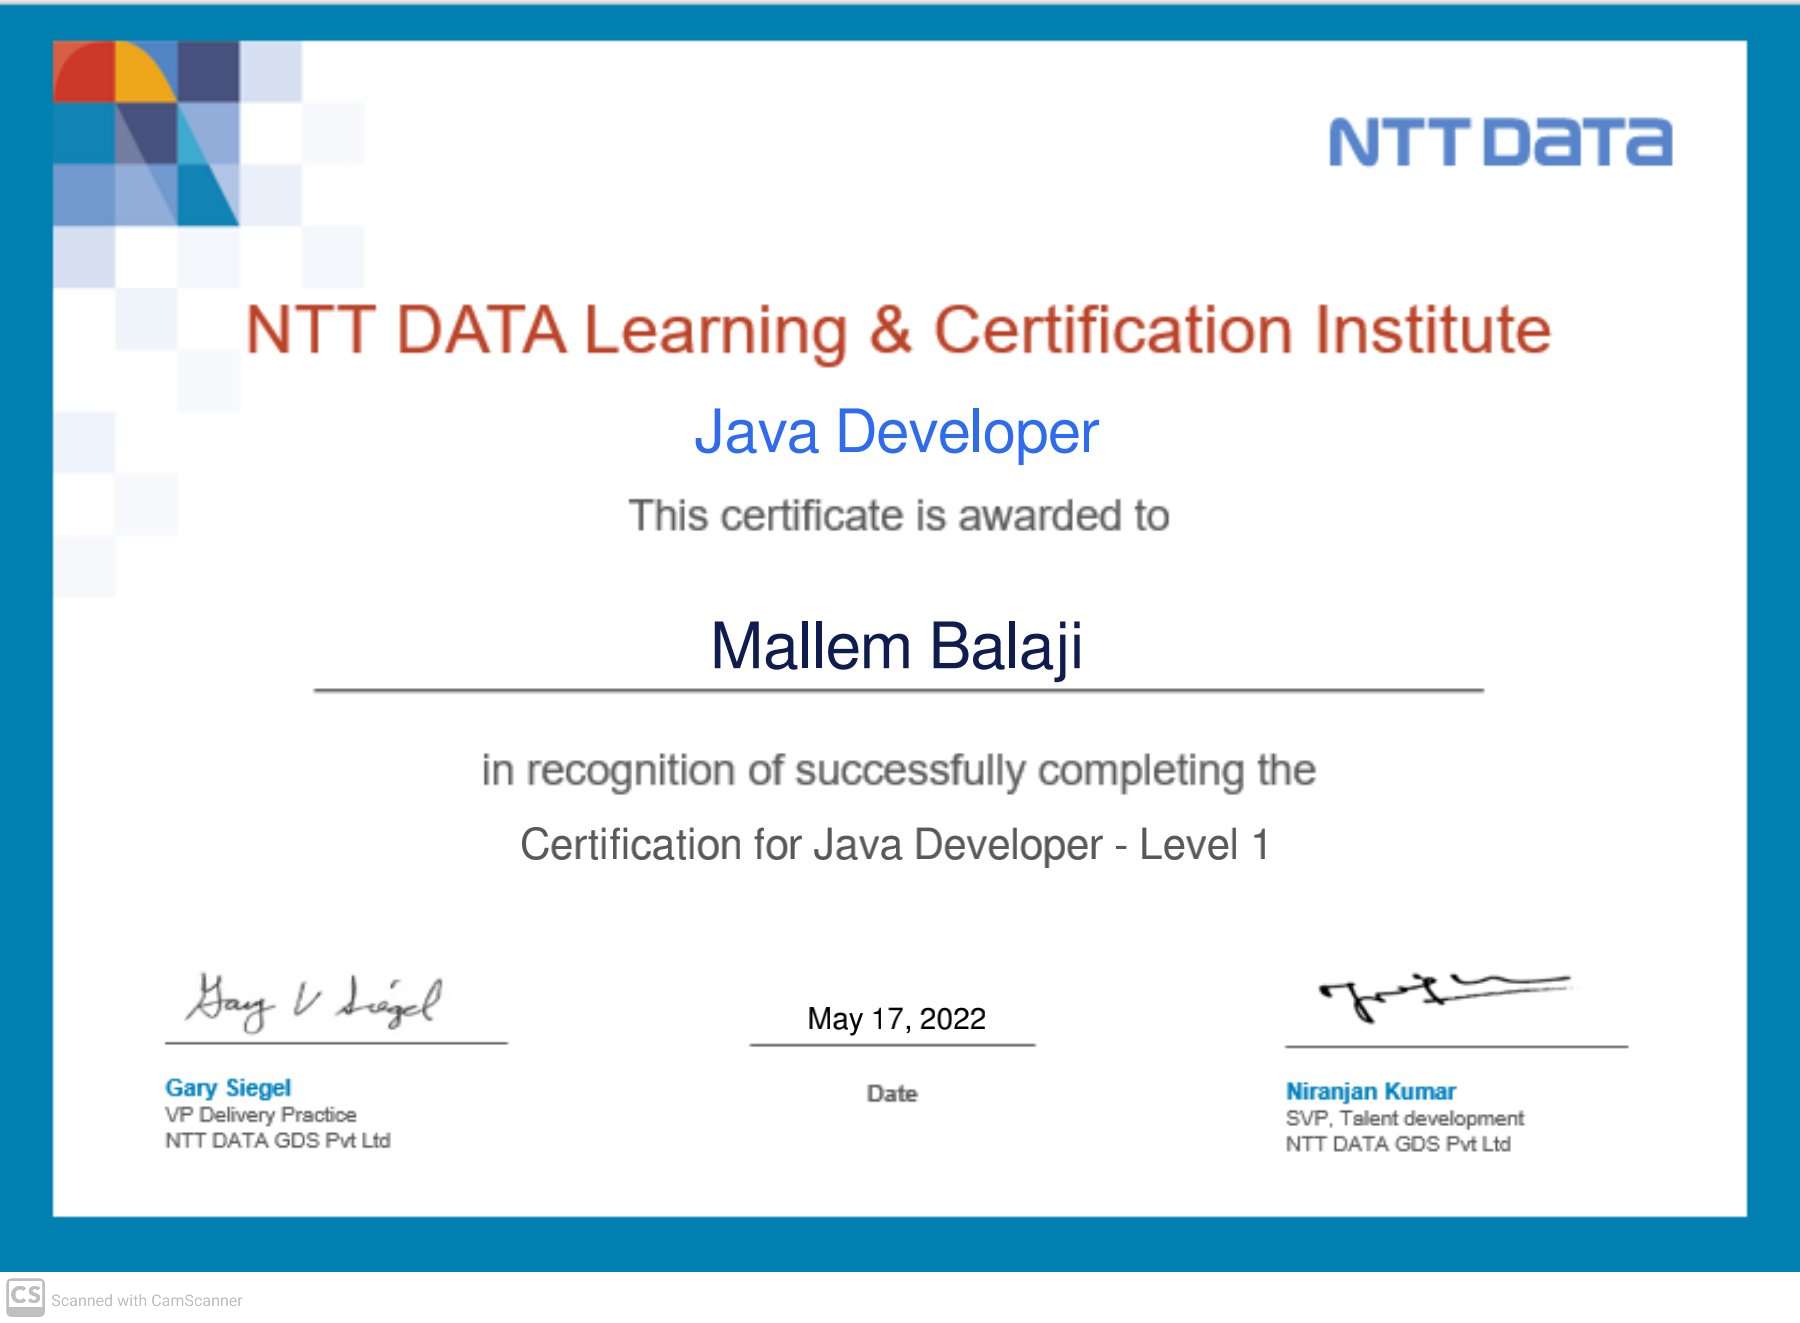 NTT DATA
NTT DATA Learning & Certification Institute
Java Developer
This certificate is awarded to
Mallem Balaji
in recognition of successfully completing the
Certification for Java Developer - Level 1
Gary V Siegel
May 17, 2022
Gary Siegel
VP Delivery Practice
NTT DATA GDS Pvt Ltd
Date
Niranjan Kumar
SVP, Talent development
NTT DATA GDS Pvt Ltd
CS Scanned with CamScanner